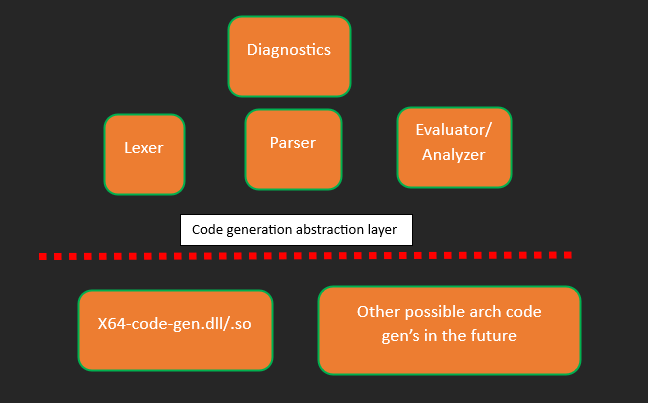 Diagnostics
Lexer
Parser
Evaluator/
Analyzer
Code generation abstraction layer
X64-code-gen.dll/.so
Other possible arch code
gen’s in the future